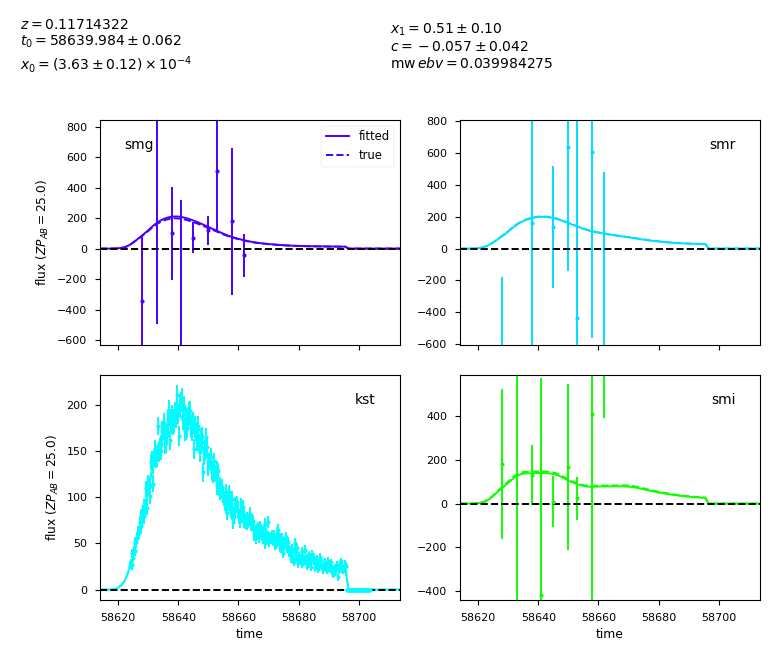 z = 0.11714322
t₀ = 58639.984 ± 0.062
x₀ = (3.63 ± 0.12) × 10⁻⁴
x₁ = 0.51 ± 0.10
c = −0.057 ± 0.042
mw ebv = 0.039984275
smg
fitted
true
800
600
400
200
0
−200
−400
−600
flux (ZP_AB = 25.0)
smr
800
600
400
200
0
−200
−400
−600
kst
200
150
100
50
0
flux (ZP_AB = 25.0)
58620 58640 58660 58680 58700
time
smi
400
200
0
−200
−400
58620 58640 58660 58680 58700
time